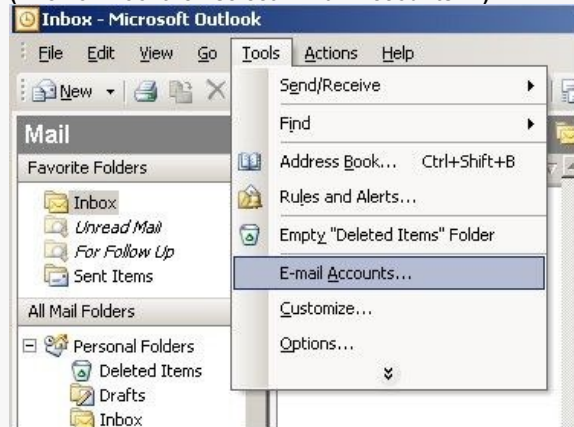 Inbox - Microsoft Outlook
File Edit View Go Tools Actions Help
New
Send/Receive
Find
Address Book... Ctrl+Shift+B
Rules and Alerts...
Empty "Deleted Items" Folder
E-mail Accounts...
Customize...
Options...
Mail
Favorite Folders
Inbox
Unread Mail
For Follow Up
Sent Items
All Mail Folders
Personal Folders
Deleted Items
Drafts
Inbox